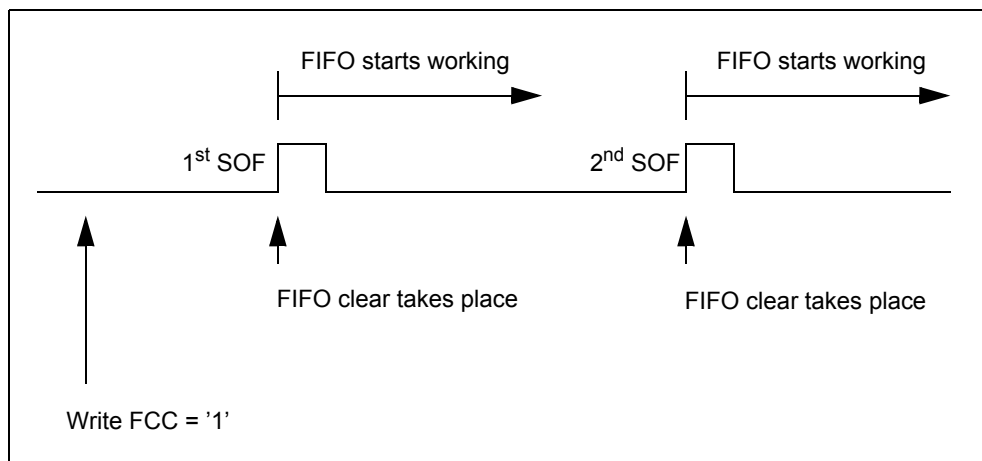 FIFO starts working
FIFO starts working
1st SOF
2nd SOF
FIFO clear takes place
FIFO clear takes place
Write FCC = ’1’